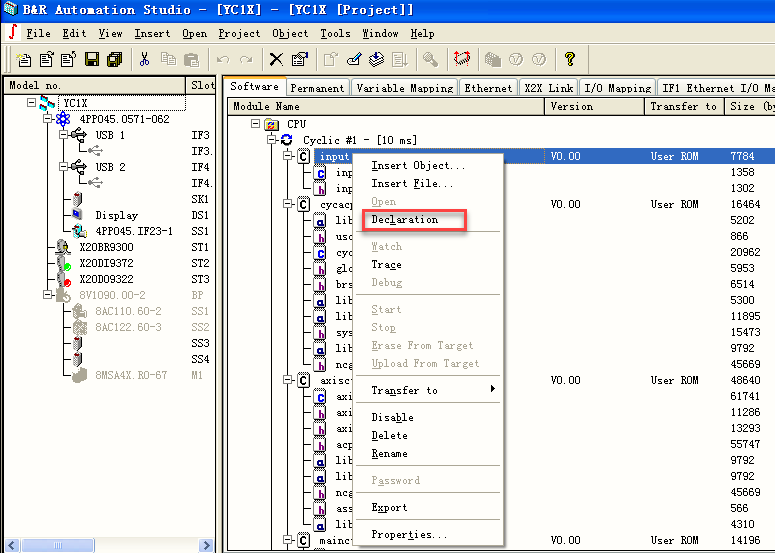 B&R Automation Studio - [YC1X] - [YC1X [Project]]
File Edit View Insert Open Project Object Tools Window Help
Model no. Slot
YC1X
4PP045.0571-062
USB 1 IF3
IF3.
USB 2 IF4
IF4.
SK1
Display DS1
4PP045.IF23-1 SS1
X20BR9300 ST1
X20DI9372 ST2
X20DO9322 ST3
8V1090.00-2 BP
8AC110.60-2 SS1
8AC122.60-3 SS2
SS3
SS4
8MSA4X.R0-67 M1
Software Permanent Variable Mapping Ethernet X2X Link I/O Mapping IF1 Ethernet I/O Ma
Module Name Version Transfer to Size (by
CPU
Cyclic #1 - [10 ms]
input V0.00 User ROM 7784
inp 1358
inp 1302
cycacp V0.00 User ROM 16464
lib 5202
use 866
cyc 20962
glo 5953
brs 6514
lib 5300
lib 11895
sys 15473
lib 9792
nca 45669
axisct V0.00 User ROM 48640
axi 61741
axi 11286
axi 13293
acp 55747
lib 9792
lib 9792
nca 45669
ass 566
lib 4310
mainc V0.00 User ROM 14196
Insert Object...
Insert File...
Open
Declaration
Watch
Trace
Debug
Start
Stop
Erase From Target
Upload From Target
Transfer to
Disable
Delete
Rename
Password
Export
Properties...